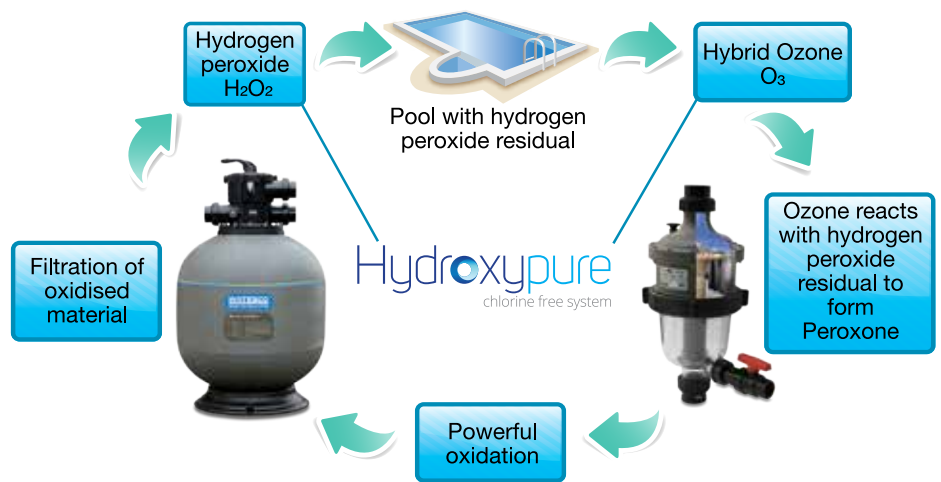 Hydrogen
peroxide
H₂O₂
Pool with hydrogen
peroxide residual
Hybrid Ozone
O₃
Ozone reacts
with hydrogen
peroxide
residual to
form
Peroxone
Powerful
oxidation
Filtration of
oxidised
material
Hydroxypure
chlorine free system